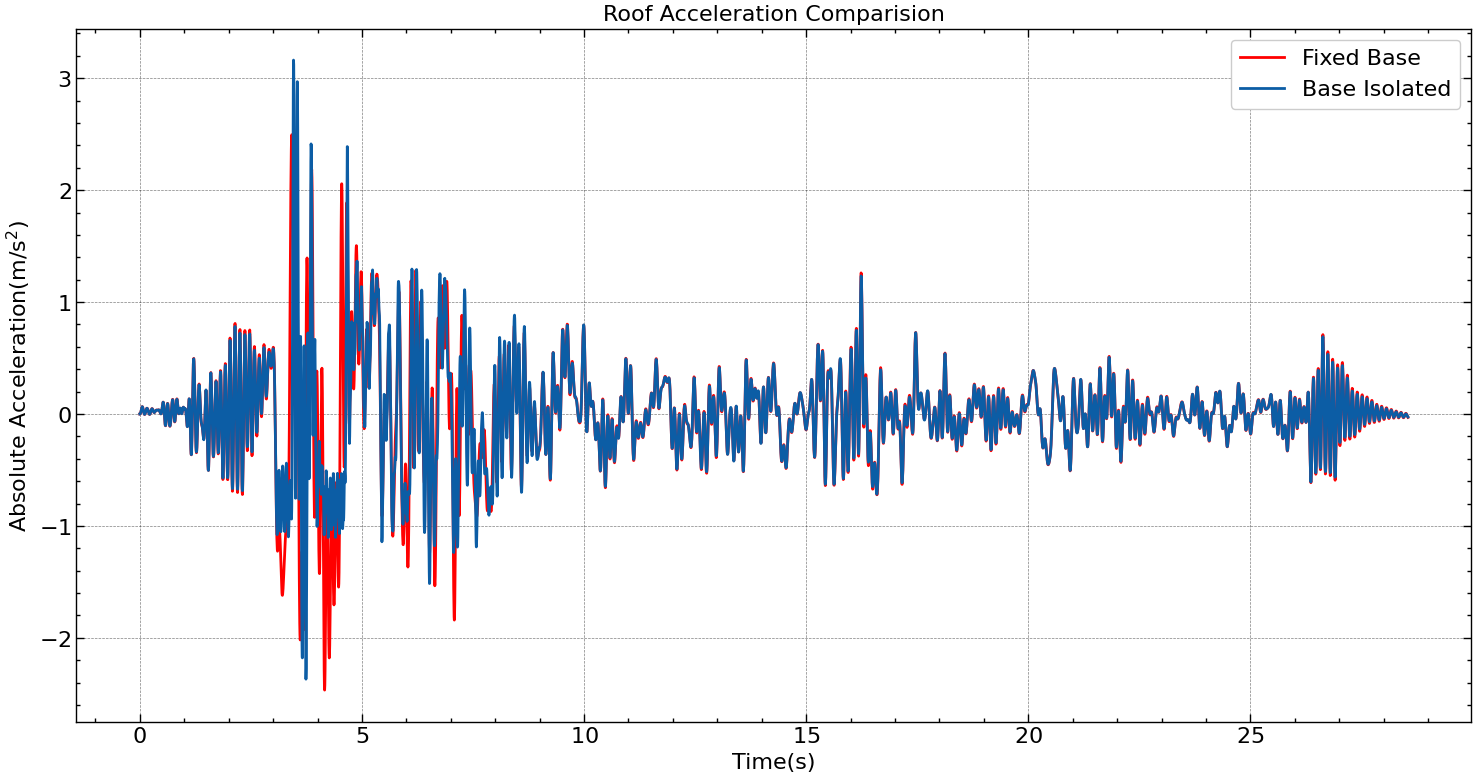 Roof Acceleration Comparision
Fixed Base
Base Isolated
Absolute Acceleration(m/s²)
3
2
1
0
−1
−2
0 5 10 15 20 25
Time(s)